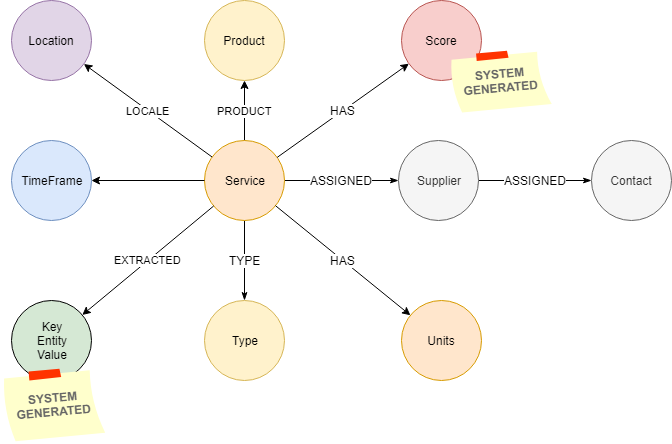 Location
Product
Score
SYSTEM
GENERATED
LOCALE
PRODUCT
HAS
TimeFrame
Service
ASSIGNED
Supplier
ASSIGNED
Contact
EXTRACTED
TYPE
HAS
Key
Entity
Value
Type
Units
SYSTEM
GENERATED